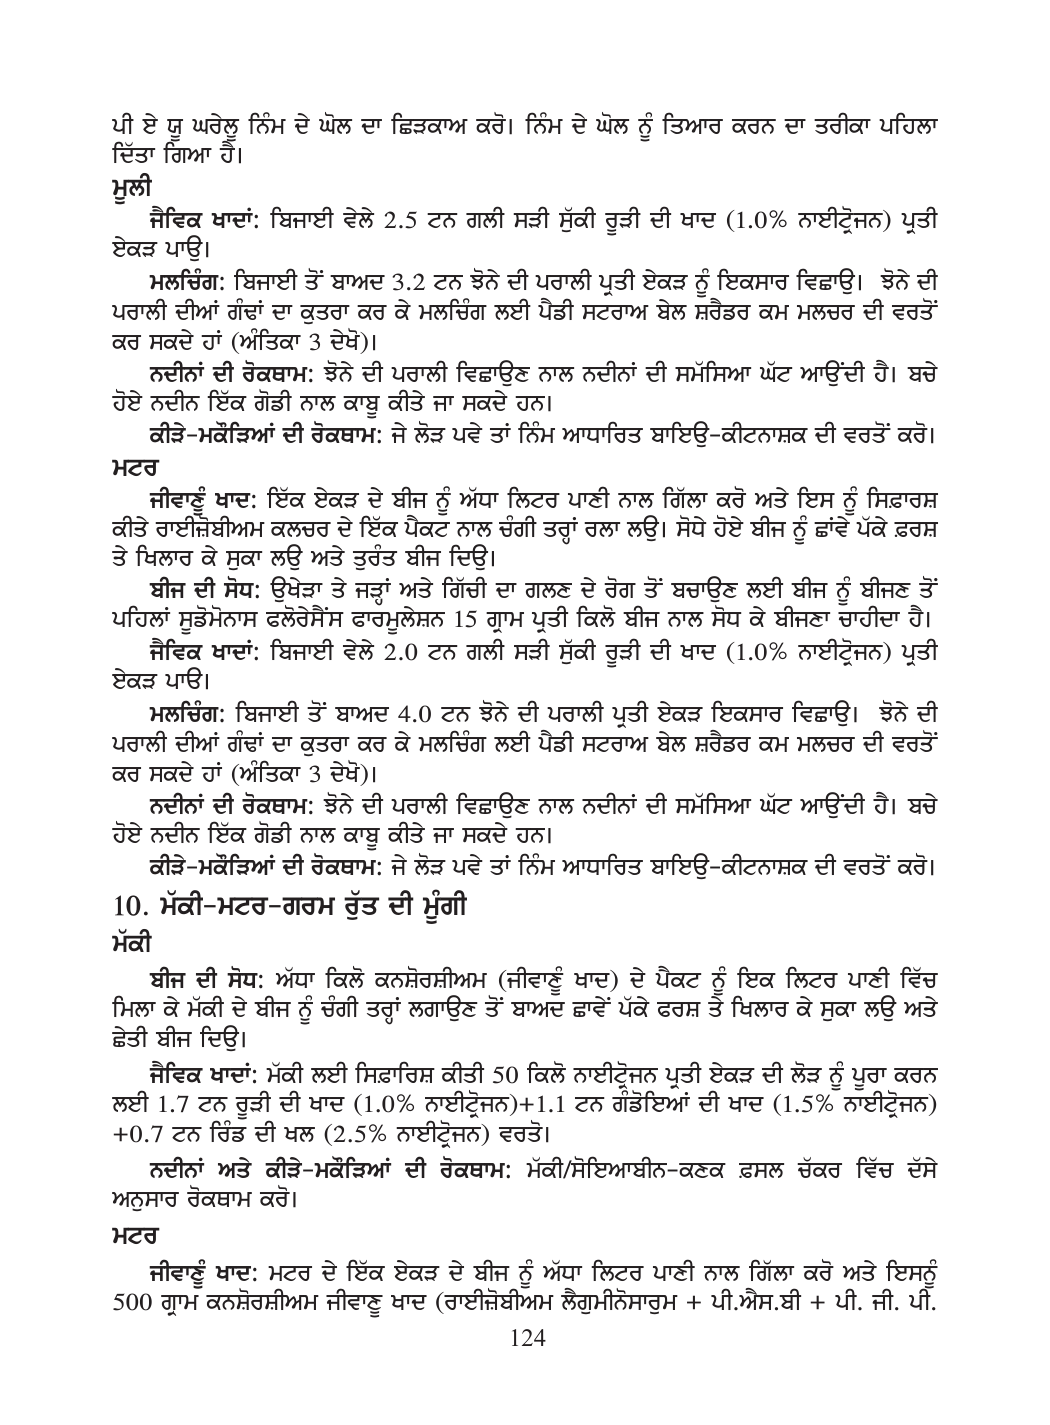 ਪੀ ਏ ਯੂ ਘਰੇਲੂ ਨਿੰਮ ਦੇ ਘੋਲ ਦਾ ਛਿੜਕਾਅ ਕਰੋ। ਨਿੰਮ ਦੇ ਘੋਲ ਨੂੰ ਤਿਆਰ ਕਰਨ ਦਾ ਤਰੀਕਾ ਪਹਿਲਾ
ਦਿੱਤਾ ਗਿਆ ਹੈ।
ਮੂਲੀ
ਜੈਵਿਕ ਖਾਦਾਂ: ਬਿਜਾਈ ਵੇਲੇ 2.5 ਟਨ ਗਲੀ ਸੜੀ ਸੁੱਕੀ ਰੂੜੀ ਦੀ ਖਾਦ (1.0% ਨਾਈਟ੍ਰੋਜਨ) ਪ੍ਰਤੀ
ਏਕੜ ਪਾਉ।
ਮਲਚਿੰਗ: ਬਿਜਾਈ ਤੋਂ ਬਾਅਦ 3.2 ਟਨ ਝੋਨੇ ਦੀ ਪਰਾਲੀ ਪ੍ਰਤੀ ਏਕੜ ਨੂੰ ਇਕਸਾਰ ਵਿਛਾਉ। ਝੋਨੇ ਦੀ
ਪਰਾਲੀ ਦੀਆਂ ਗੰਢਾਂ ਦਾ ਕੁਤਰਾ ਕਰ ਕੇ ਮਲਚਿੰਗ ਲਈ ਪੈਡੀ ਸਟਰਾਅ ਬੇਲ ਸ਼ਰੈਡਰ ਕਮ ਮਲਚਰ ਦੀ ਵਰਤੋਂ
ਕਰ ਸਕਦੇ ਹਾਂ (ਅੰਤਿਕਾ 3 ਦੇਖੋ)।
ਨਦੀਨਾਂ ਦੀ ਰੋਕਥਾਮ: ਝੋਨੇ ਦੀ ਪਰਾਲੀ ਵਿਛਾਉਣ ਨਾਲ ਨਦੀਨਾਂ ਦੀ ਸਮੱਸਿਆ ਘੱਟ ਆਉਂਦੀ ਹੈ। ਬਚੇ
ਹੋਏ ਨਦੀਨ ਇੱਕ ਗੋਡੀ ਨਾਲ ਕਾਬੂ ਕੀਤੇ ਜਾ ਸਕਦੇ ਹਨ।
ਕੀੜੇ-ਮਕੌੜਿਆਂ ਦੀ ਰੋਕਥਾਮ: ਜੇ ਲੋੜ ਪਵੇ ਤਾਂ ਨਿੰਮ ਆਧਾਰਿਤ ਬਾਇਉ-ਕੀਟਨਾਸ਼ਕ ਦੀ ਵਰਤੋਂ ਕਰੋ।
ਮਟਰ
ਜੀਵਾਣੂੰ ਖਾਦ: ਇੱਕ ਏਕੜ ਦੇ ਬੀਜ ਨੂੰ ਅੱਧਾ ਲਿਟਰ ਪਾਣੀ ਨਾਲ ਗਿੱਲਾ ਕਰੋ ਅਤੇ ਇਸ ਨੂੰ ਸਿਫ਼ਾਰਸ਼
ਕੀਤੇ ਰਾਈਜ਼ੋਬੀਅਮ ਕਲਚਰ ਦੇ ਇੱਕ ਪੈਕਟ ਨਾਲ ਚੰਗੀ ਤਰ੍ਹਾਂ ਰਲਾ ਲਉ। ਸੋਧੇ ਹੋਏ ਬੀਜ ਨੂੰ ਛਾਂਵੇਂ ਪੱਕੇ ਫ਼ਰਸ਼
ਤੇ ਖਿਲਾਰ ਕੇ ਸੁਕਾ ਲਉ ਅਤੇ ਤੁਰੰਤ ਬੀਜ ਦਿਉ।
ਬੀਜ ਦੀ ਸੋਧ: ਉਖੇੜਾ ਤੇ ਜੜ੍ਹਾਂ ਅਤੇ ਗਿੱਚੀ ਦਾ ਗਲਣ ਦੇ ਰੋਗ ਤੋਂ ਬਚਾਉਣ ਲਈ ਬੀਜ ਨੂੰ ਬੀਜਣ ਤੋਂ
ਪਹਿਲਾਂ ਸੂਡੋਮੋਨਾਸ ਫਲੋਰੇਸੈਂਸ ਫਾਰਮੂਲੇਸ਼ਨ 15 ਗ੍ਰਾਮ ਪ੍ਰਤੀ ਕਿਲੋ ਬੀਜ ਨਾਲ ਸੋਧ ਕੇ ਬੀਜਣਾ ਚਾਹੀਦਾ ਹੈ।
ਜੈਵਿਕ ਖਾਦਾਂ: ਬਿਜਾਈ ਵੇਲੇ 2.0 ਟਨ ਗਲੀ ਸੜੀ ਸੁੱਕੀ ਰੂੜੀ ਦੀ ਖਾਦ (1.0% ਨਾਈਟ੍ਰੋਜਨ) ਪ੍ਰਤੀ
ਏਕੜ ਪਾਓ।
ਮਲਚਿੰਗ: ਬਿਜਾਈ ਤੋਂ ਬਾਅਦ 4.0 ਟਨ ਝੋਨੇ ਦੀ ਪਰਾਲੀ ਪ੍ਰਤੀ ਏਕੜ ਇਕਸਾਰ ਵਿਛਾਉ। ਝੋਨੇ ਦੀ
ਪਰਾਲੀ ਦੀਆਂ ਗੰਢਾਂ ਦਾ ਕੁਤਰਾ ਕਰ ਕੇ ਮਲਚਿੰਗ ਲਈ ਪੈਡੀ ਸਟਰਾਅ ਬੇਲ ਸ਼ਰੈਡਰ ਕਮ ਮਲਚਰ ਦੀ ਵਰਤੋਂ
ਕਰ ਸਕਦੇ ਹਾਂ (ਅੰਤਿਕਾ 3 ਦੇਖੋ)।
ਨਦੀਨਾਂ ਦੀ ਰੋਕਥਾਮ: ਝੋਨੇ ਦੀ ਪਰਾਲੀ ਵਿਛਾਉਣ ਨਾਲ ਨਦੀਨਾਂ ਦੀ ਸਮੱਸਿਆ ਘੱਟ ਆਉਂਦੀ ਹੈ। ਬਚੇ
ਹੋਏ ਨਦੀਨ ਇੱਕ ਗੋਡੀ ਨਾਲ ਕਾਬੂ ਕੀਤੇ ਜਾ ਸਕਦੇ ਹਨ।
ਕੀੜੇ-ਮਕੌੜਿਆਂ ਦੀ ਰੋਕਥਾਮ: ਜੇ ਲੋੜ ਪਵੇ ਤਾਂ ਨਿੰਮ ਆਧਾਰਿਤ ਬਾਇਉ-ਕੀਟਨਾਸ਼ਕ ਦੀ ਵਰਤੋਂ ਕਰੋ।
10. ਮੱਕੀ-ਮਟਰ-ਗਰਮ ਰੁੱਤ ਦੀ ਮੂੰਗੀ
ਮੱਕੀ
ਬੀਜ ਦੀ ਸੋਧ: ਅੱਧਾ ਕਿਲੋ ਕਨਸ਼ੋਰਸ਼ੀਅਮ (ਜੀਵਾਣੂੰ ਖਾਦ) ਦੇ ਪੈਕਟ ਨੂੰ ਇਕ ਲਿਟਰ ਪਾਣੀ ਵਿੱਚ
ਮਿਲਾ ਕੇ ਮੱਕੀ ਦੇ ਬੀਜ ਨੂੰ ਚੰਗੀ ਤਰ੍ਹਾਂ ਲਗਾਉਣ ਤੋਂ ਬਾਅਦ ਛਾਵੇਂ ਪੱਕੇ ਫਰਸ਼ ਤੇ ਖਿਲਾਰ ਕੇ ਸੁਕਾ ਲਉ ਅਤੇ
ਛੇਤੀ ਬੀਜ ਦਿਉ।
ਜੈਵਿਕ ਖਾਦਾਂ: ਮੱਕੀ ਲਈ ਸਿਫ਼ਾਰਿਸ਼ ਕੀਤੀ 50 ਕਿਲੋ ਨਾਈਟ੍ਰੋਜਨ ਪ੍ਰਤੀ ਏਕੜ ਦੀ ਲੋੜ ਨੂੰ ਪੂਰਾ ਕਰਨ
ਲਈ 1.7 ਟਨ ਰੂੜੀ ਦੀ ਖਾਦ (1.0% ਨਾਈਟ੍ਰੋਜਨ)+1.1 ਟਨ ਗੰਡੋਇਆਂ ਦੀ ਖਾਦ (1.5% ਨਾਈਟ੍ਰੋਜਨ)
+0.7 ਟਨ ਰਿੰਡ ਦੀ ਖਲ (2.5% ਨਾਈਟ੍ਰੋਜਨ) ਵਰਤੋ।
ਨਦੀਨਾਂ ਅਤੇ ਕੀੜੇ-ਮਕੌੜਿਆਂ ਦੀ ਰੋਕਥਾਮ: ਮੱਕੀ/ਸੋਇਆਬੀਨ-ਕਣਕ ਫ਼ਸਲ ਚੱਕਰ ਵਿੱਚ ਦੱਸੇ
ਅਨੁਸਾਰ ਰੋਕਥਾਮ ਕਰੋ।
ਮਟਰ
ਜੀਵਾਣੂੰ ਖਾਦ: ਮਟਰ ਦੇ ਇੱਕ ਏਕੜ ਦੇ ਬੀਜ ਨੂੰ ਅੱਧਾ ਲਿਟਰ ਪਾਣੀ ਨਾਲ ਗਿੱਲਾ ਕਰੋ ਅਤੇ ਇਸਨੂੰ
500 ਗ੍ਰਾਮ ਕਨਸ਼ੋਰਸ਼ੀਅਮ ਜੀਵਾਣੂ ਖਾਦ (ਰਾਈਜ਼ੋਬੀਅਮ ਲੈਗੁਮੀਨੋਸਾਰੁਮ + ਪੀ.ਐਸ.ਬੀ + ਪੀ. ਜੀ. ਪੀ.
124